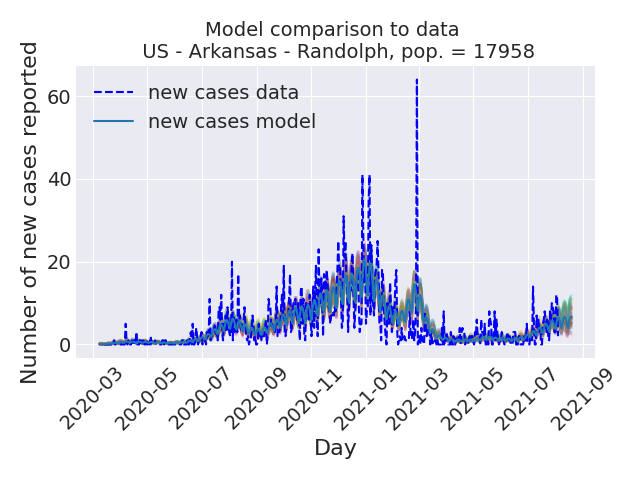 Model comparison to data
US - Arkansas - Randolph, pop. = 17958
Number of new cases reported
60
40
20
0
new cases data
new cases model
2020-03
2020-05
2020-07
2020-09
2020-11
2021-01
2021-03
2021-05
2021-07
2021-09
Day